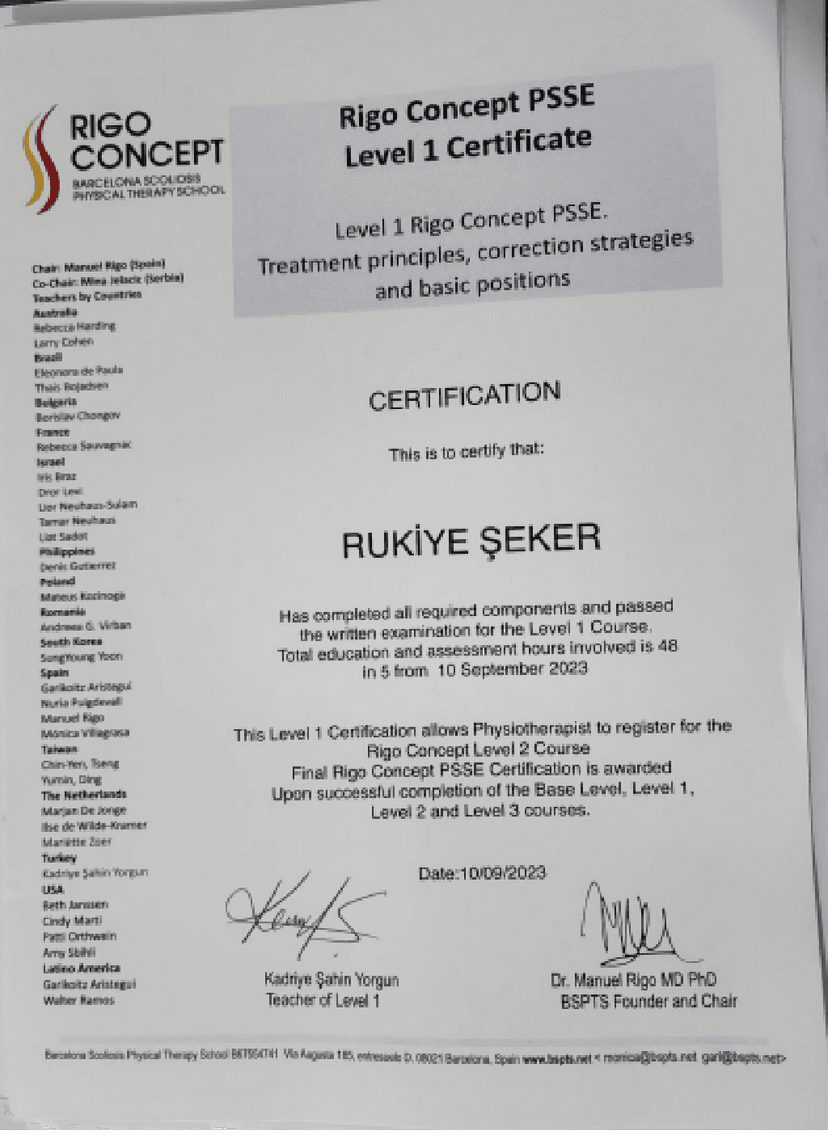 RIGO
CONCEPT
BARCELONA SCOLIOSIS
PHYSICAL THERAPY SCHOOL
Rigo Concept PSSE
Level 1 Certificate
Level 1 Rigo Concept PSSE.
Treatment principles, correction strategies
and basic positions
Chair: Manuel Rigo (Spain)
Co-Chair: Mina Jelacic (Serbia)
Teachers by Countries
Australia
Rebecca Harding
Larry Cohen
Brazil
Eleonora de Paula
Thais Bojadsen
Bulgaria
Borislav Chongov
France
Rebecca Sauvagnac
Israel
Iris Braz
Dror Levi
Lior Neuhaus-Sulam
Tamar Neuhaus
Liat Sadot
Philippines
Denis Gutierrez
Poland
Mateus Kozinoga
Romania
Andreea G. Virban
South Korea
SungYoung Yoon
Spain
Garikoitz Aristegui
Nuria Puigdevall
Manuel Rigo
Mónica Villagrasa
Taiwan
Chin-Yen, Tseng
Yumin, Ding
The Netherlands
Marjan De Jonge
Ilse de Wilde-Kramer
Mariette Zoer
Turkey
Kadriye Şahin Yorgun
USA
Beth Janssen
Cindy Marti
Patti Orthwein
Amy Sbihli
Latino America
Garikoitz Aristegui
Walter Ramos
CERTIFICATION
This is to certify that:
RUKİYE ŞEKER
Has completed all required components and passed
the written examination for the Level 1 Course.
Total education and assessment hours involved is 48
in 5 from 10 September 2023
This Level 1 Certification allows Physiotherapist to register for the
Rigo Concept Level 2 Course
Final Rigo Concept PSSE Certification is awarded
Upon successful completion of the Base Level, Level 1,
Level 2 and Level 3 courses.
Date:10/09/2023
Kadriye Şahin Yorgun
Teacher of Level 1
Dr. Manuel Rigo MD PhD
BSPTS Founder and Chair
Barcelona Scoliosis Physical Therapy School Via Augusta 185, entresuelo D, 08021 Barcelona, Spain www.bspts.net < monica@bspts.net gari@bspts.net>